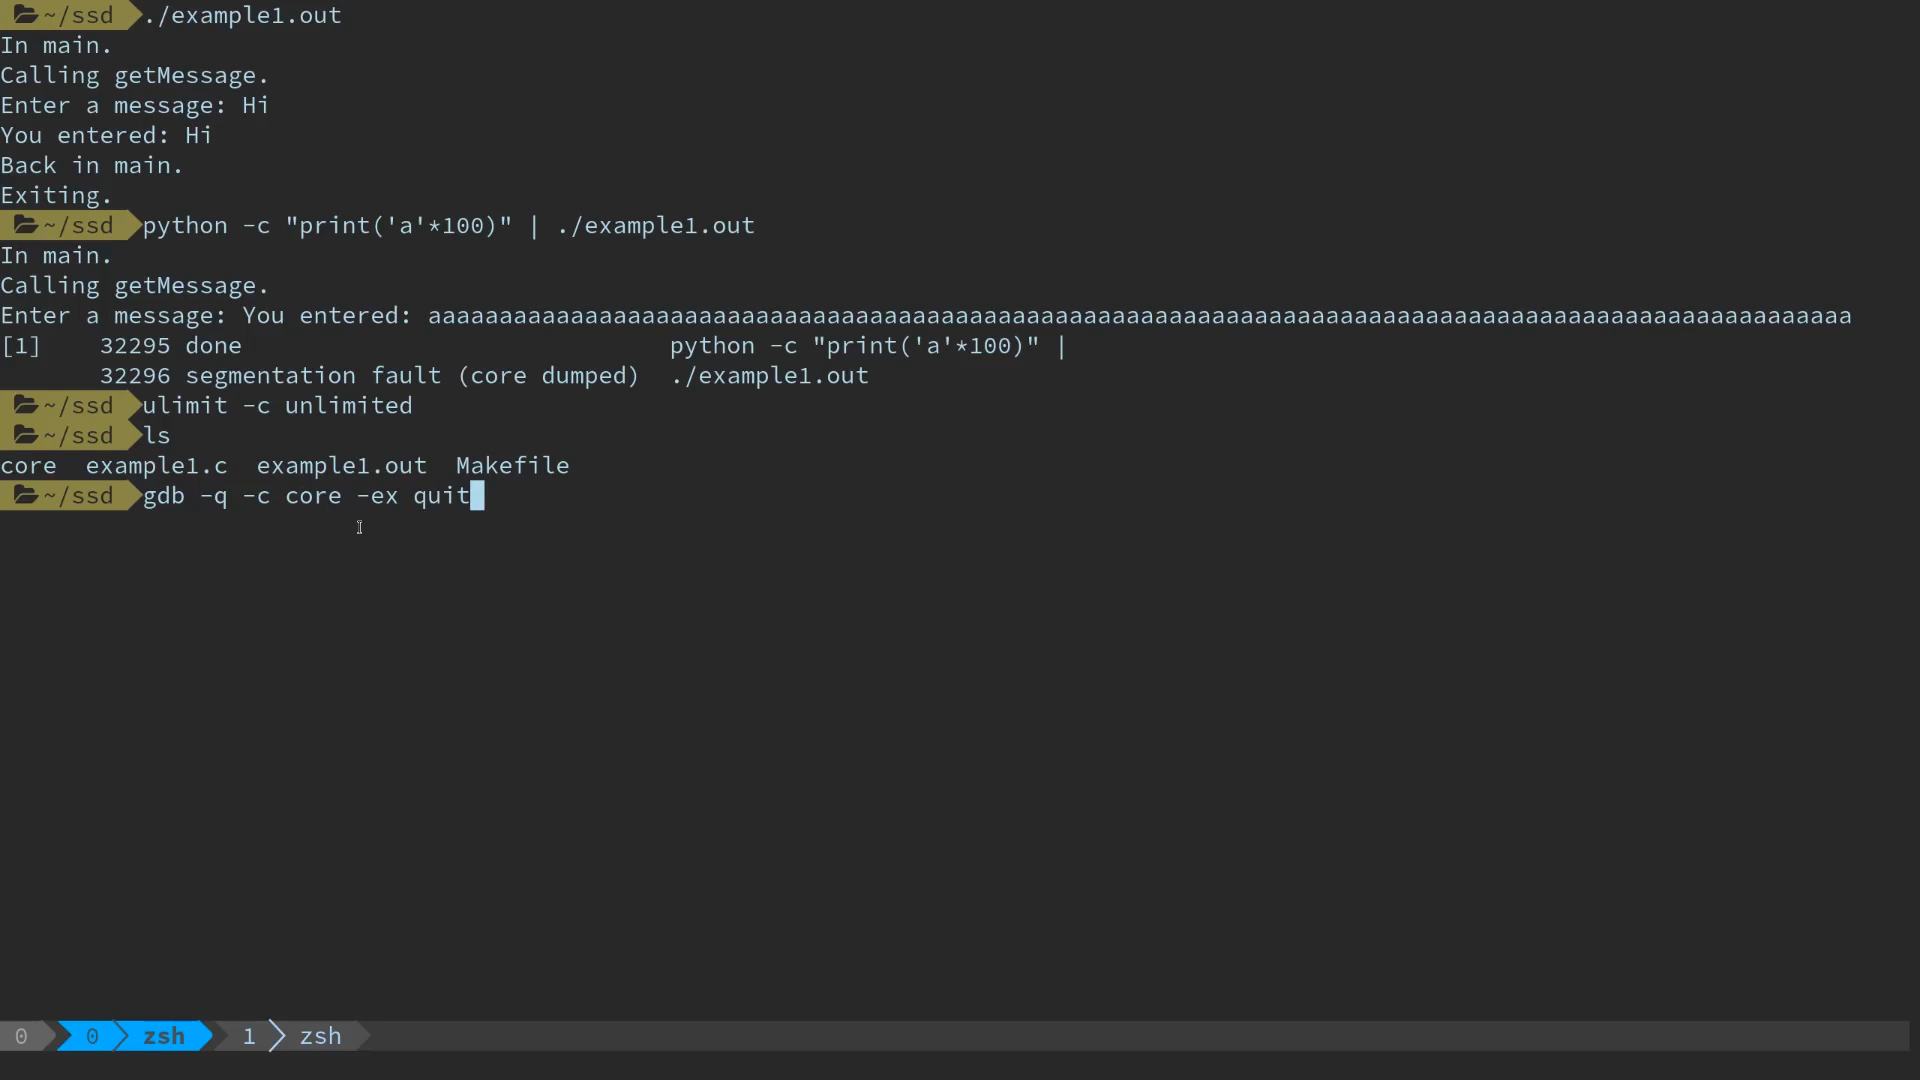 ~/ssd ./example1.out
In main.
Calling getMessage.
Enter a message: Hi
You entered: Hi
Back in main.
Exiting.
~/ssd python -c "print('a'*100)" | ./example1.out
In main.
Calling getMessage.
Enter a message: You entered: aaaaaaaaaaaaaaaaaaaaaaaaaaaaaaaaaaaaaaaaaaaaaaaaaaaaaaaaaaaaaaaaaaaaaaaaaaaaaaaaaaaaaaaaaaaaaaaaaaaa
[1]    32295 done                              python -c "print('a'*100)" |
       32296 segmentation fault (core dumped)  ./example1.out
~/ssd ulimit -c unlimited
~/ssd ls
core  example1.c  example1.out  Makefile
~/ssd gdb -q -c core -ex quit
0 0 zsh 1 zsh